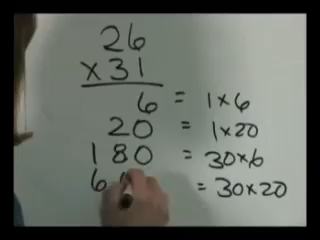 26
x31
6 = 1x6
20 = 1x20
180 = 30x6
6 = 30x20